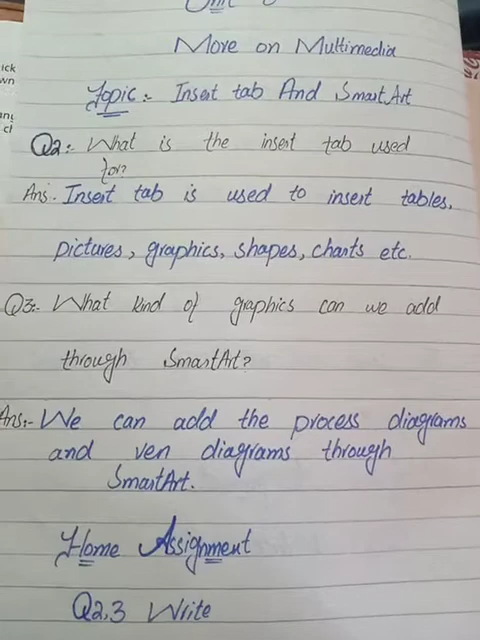 Unit
More on Multimedia
Topic:- Insert tab And SmartArt
Q2:- What is the insert tab used
for?
Ans:- Insert tab is used to insert tables,
pictures, graphics, shapes, charts etc.
Q3:- What kind of graphics can we add
through SmartArt?
Ans:- We can add the process diagrams
and ven diagrams through
SmartArt.
Home Assignment
Q2,3 Write